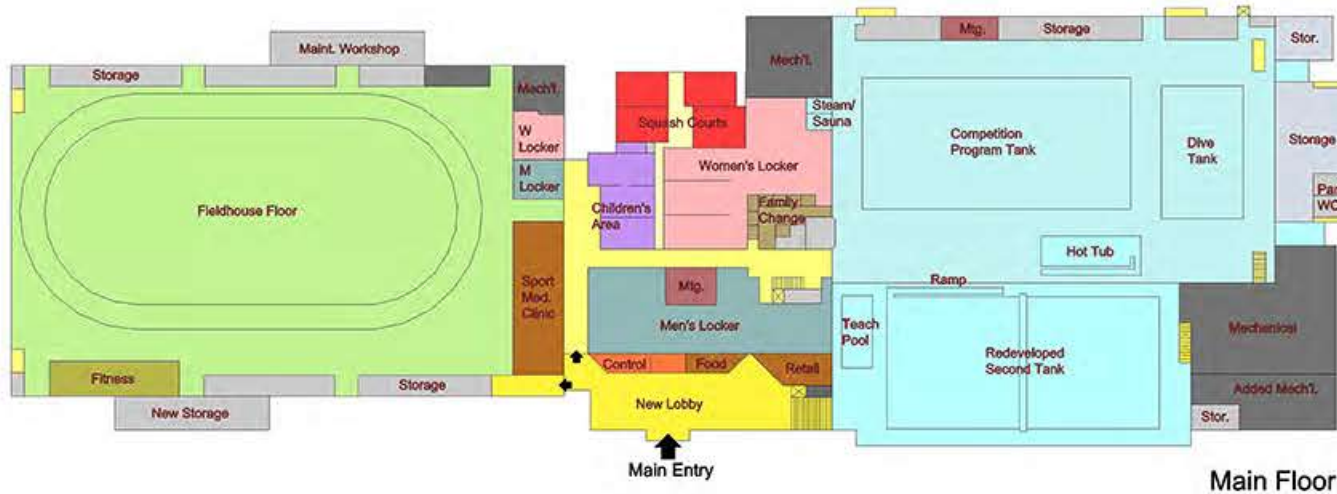 Maint. Workshop
Storage
Mech'l.
W
Locker
M
Locker
Fieldhouse Floor
Sport
Med.
Clinic
Fitness
Storage
New Storage
Squash Courts
Children's
Area
Mech'l.
Steam/
Sauna
Women's Locker
Family
Change
Mtg.
Men's Locker
Control
Food
Retail
New Lobby
Main Entry
Mtg.
Storage
Stor.
Competition
Program Tank
Dive
Tank
Storage
WC
Hot Tub
Ramp
Teach
Pool
Redeveloped
Second Tank
Mechanical
Added Mech'l.
Stor.
Main Floor